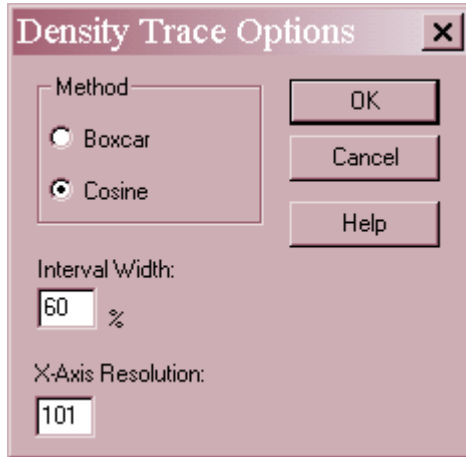 Density Trace Options
Method
Boxcar
Cosine
OK
Cancel
Help
Interval Width:
60 %
X-Axis Resolution:
101